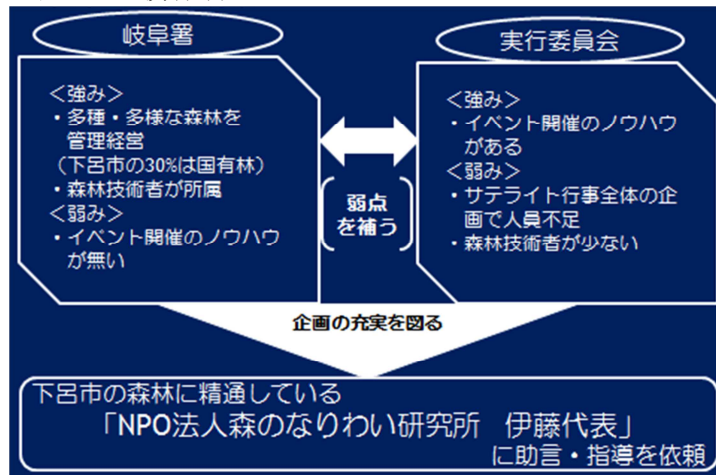 岐阜署
<強み>
・多種・多様な森林を
管理経営
(下呂市の30%は国有林)
・森林技術者が所属
<弱み>
・イベント開催のノウハウ
が無い
弱点
を補う
実行委員会
<強み>
・イベント開催のノウハウ
がある
<弱み>
・サテライト行事全体の企
画で人員不足
・森林技術者が少ない
企画の充実を図る
下呂市の森林に精通している
「NPO法人森のなりわい研究所 伊藤代表」
に助言・指導を依頼